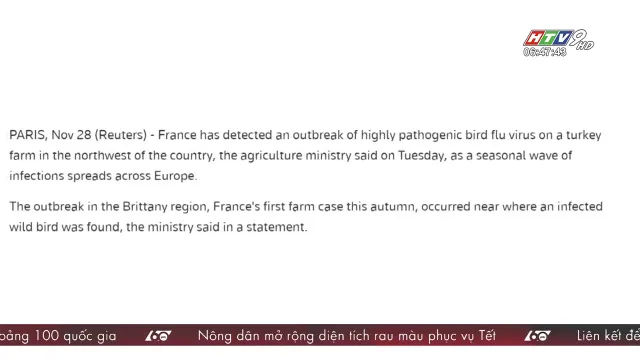 HTV9 HD
06:47:43
PARIS, Nov 28 (Reuters) - France has detected an outbreak of highly pathogenic bird flu virus on a turkey
farm in the northwest of the country, the agriculture ministry said on Tuesday, as a seasonal wave of
infections spreads across Europe.
The outbreak in the Brittany region, France's first farm case this autumn, occurred near where an infected
wild bird was found, the ministry said in a statement.
100 quốc gia 60 Nông dân mở rộng diện tích rau màu phục vụ Tết 60 Liên kết